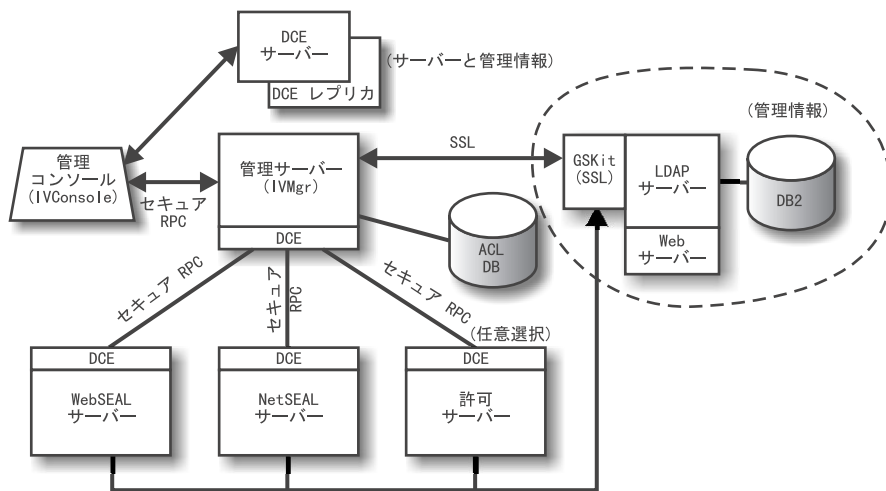 DCE
サーバー
DCE レプリカ
(サーバーと管理情報)
管理
コンソール
(IVConsole)
セキュア
RPC
管理サーバー
(IVMgr)
DCE
SSL
ACL
DB
GSKit
(SSL)
LDAP
サーバー
Web
サーバー
(管理情報)
DB2
セキュア RPC
セキュア
RPC
セキュア RPC
(任意選択)
DCE
WebSEAL
サーバー
DCE
NetSEAL
サーバー
DCE
許可
サーバー